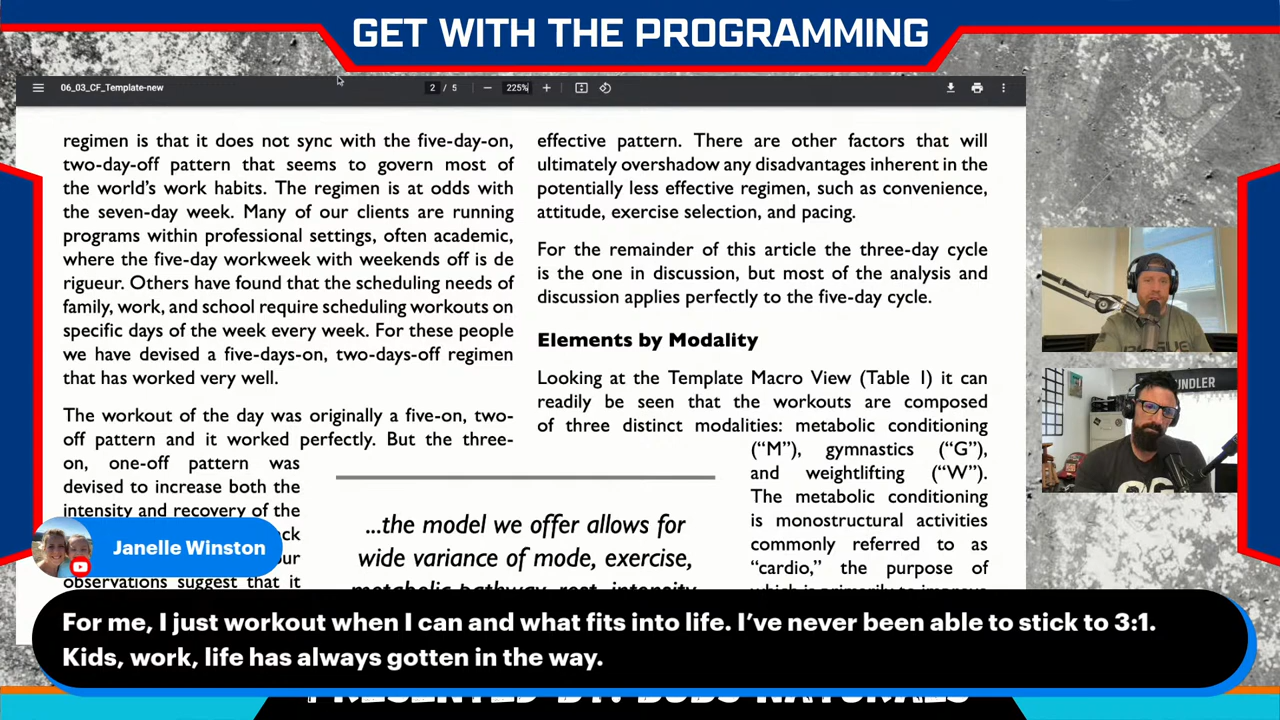 GET WITH THE PROGRAMMING
06_03_CF_Template-new
2 / 5
225%
regimen is that it does not sync with the five-day-on,
two-day-off pattern that seems to govern most of
the world's work habits. The regimen is at odds with
the seven-day week. Many of our clients are running
programs within professional settings, often academic,
where the five-day workweek with weekends off is de
rigueur. Others have found that the scheduling needs of
family, work, and school require scheduling workouts on
specific days of the week every week. For these people
we have devised a five-days-on, two-days-off regimen
that has worked very well.
The workout of the day was originally a five-on, two-
off pattern and it worked perfectly. But the three-
on, one-off pattern was
devised to increase both the
intensity and recovery of the
observations suggest that it
...the model we offer allows for
wide variance of mode, exercise,
metabolic pathway, rest, intensity
effective pattern. There are other factors that will
ultimately overshadow any disadvantages inherent in the
potentially less effective regimen, such as convenience,
attitude, exercise selection, and pacing.
For the remainder of this article the three-day cycle
is the one in discussion, but most of the analysis and
discussion applies perfectly to the five-day cycle.
Elements by Modality
Looking at the Template Macro View (Table 1) it can
readily be seen that the workouts are composed
of three distinct modalities: metabolic conditioning
("M"), gymnastics ("G"),
and weightlifting ("W").
The metabolic conditioning
is monostructural activities
commonly referred to as
"cardio," the purpose of
which is primarily to improve
UNDLER
Janelle Winston
For me, I just workout when I can and what fits into life. I've never been able to stick to 3:1.
Kids, work, life has always gotten in the way.
PRESENTED BY: BUBS NATURALS